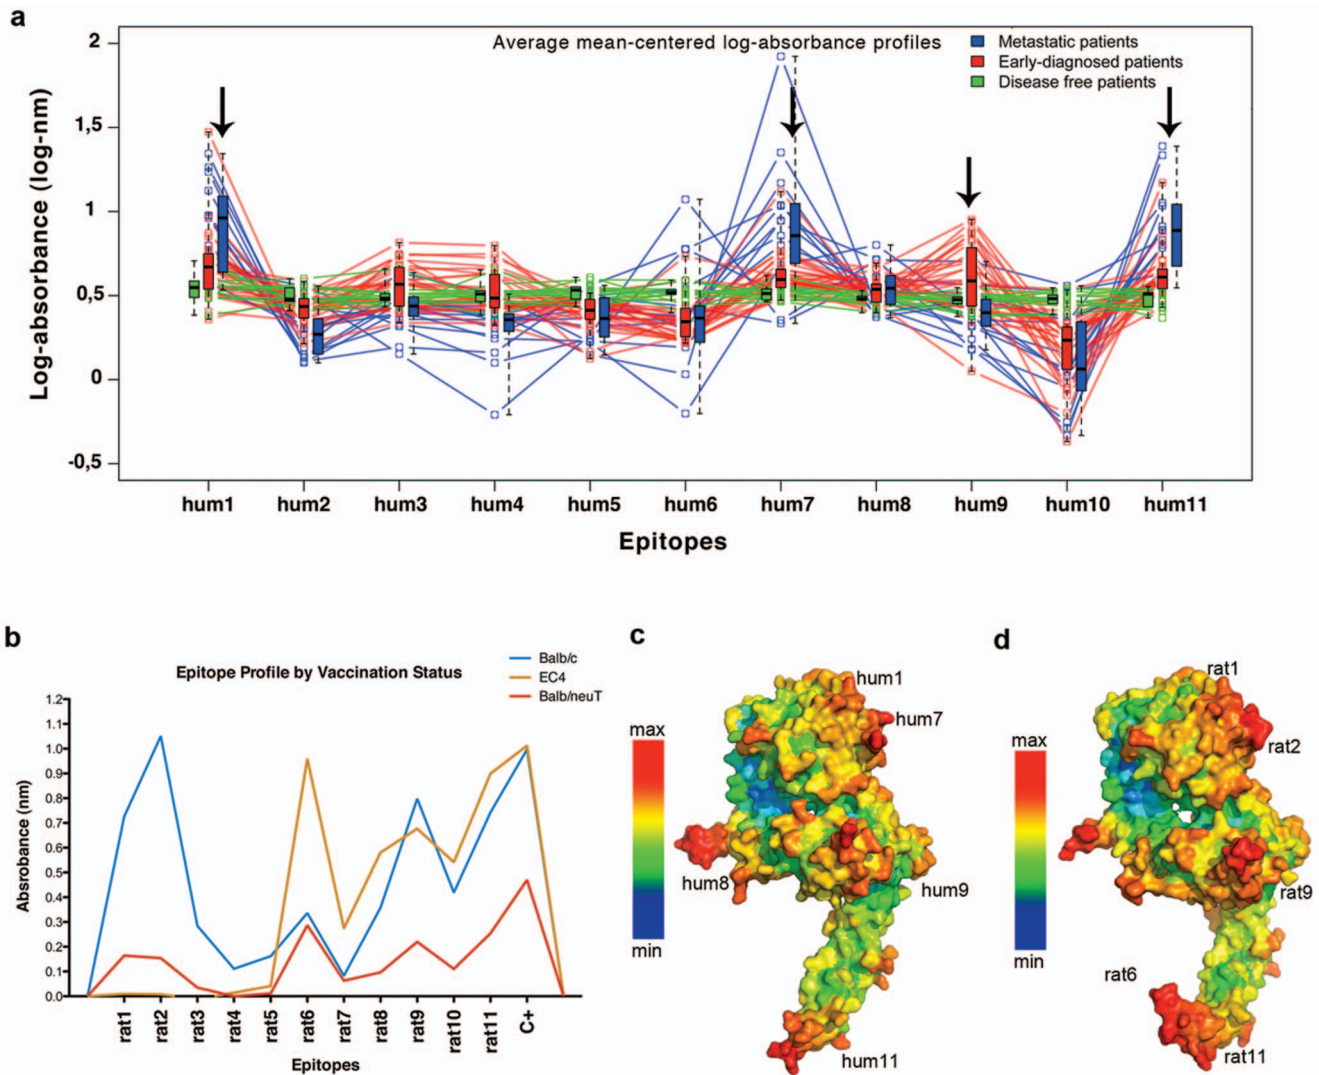 a
Average mean-centered log-absorbance profiles
Metastatic patients
Early-diagnosed patients
Disease free patients
Log-absorbance (log-nm)
2
1,5
1
0,5
0
-0,5
hum1 hum2 hum3 hum4 hum5 hum6 hum7 hum8 hum9 hum10 hum11
Epitopes
b
Epitope Profile by Vaccination Status
Balb/c
EC4
Balb/neuT
Absrobance (nm)
1.2
1.1
1.0
0.9
0.8
0.7
0.6
0.5
0.4
0.3
0.2
0.1
0.0
rat1 rat2 rat3 rat4 rat5 rat6 rat7 rat8 rat9 rat10 rat11 C+
Epitopes
c
max
min
hum1
hum7
hum8
hum9
hum11
d
max
min
rat1
rat2
rat9
rat6
rat11